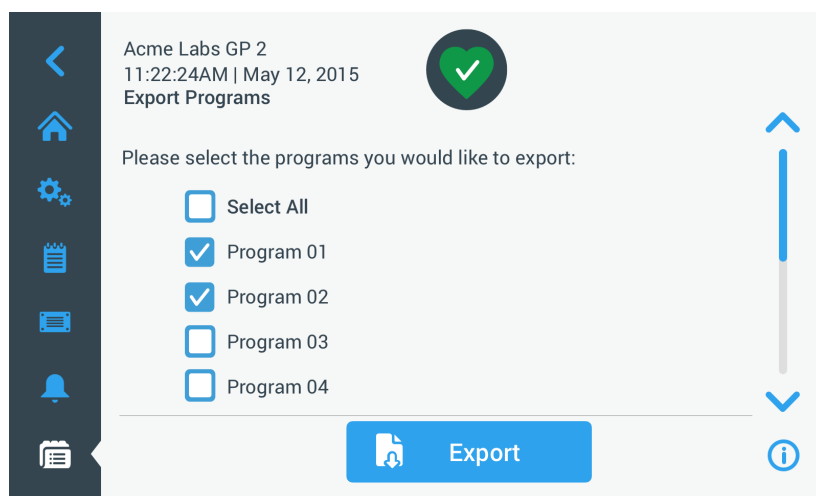 Acme Labs GP 2
11:22:24AM | May 12, 2015
Export Programs
Please select the programs you would like to export:
Select All
Program 01
Program 02
Program 03
Program 04
Export